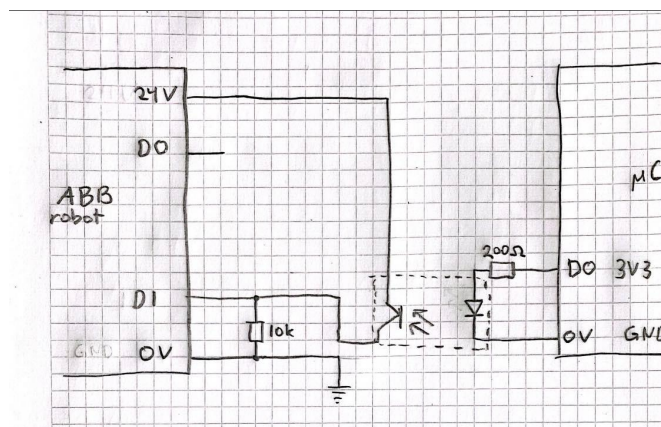 24V
DO
ABB
robot
DI
10k
GND
0V
200Ω
μC
DO 3V3
0V GND